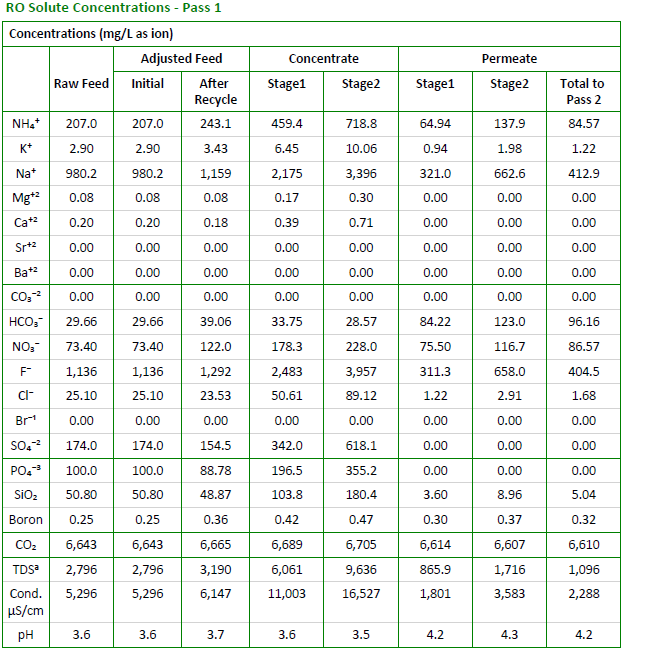 RO Solute Concentrations - Pass 1
Concentrations (mg/L as ion)
Adjusted Feed Concentrate Permeate
Raw Feed Initial After Recycle Stage1 Stage2 Stage1 Stage2 Total to Pass 2
NH₄⁺ 207.0 207.0 243.1 459.4 718.8 64.94 137.9 84.57
K⁺ 2.90 2.90 3.43 6.45 10.06 0.94 1.98 1.22
Na⁺ 980.2 980.2 1,159 2,175 3,396 321.0 662.6 412.9
Mg⁺² 0.08 0.08 0.08 0.17 0.30 0.00 0.00 0.00
Ca⁺² 0.20 0.20 0.18 0.39 0.71 0.00 0.00 0.00
Sr⁺² 0.00 0.00 0.00 0.00 0.00 0.00 0.00 0.00
Ba⁺² 0.00 0.00 0.00 0.00 0.00 0.00 0.00 0.00
CO₃⁻² 0.00 0.00 0.00 0.00 0.00 0.00 0.00 0.00
HCO₃⁻ 29.66 29.66 39.06 33.75 28.57 84.22 123.0 96.16
NO₃⁻ 73.40 73.40 122.0 178.3 228.0 75.50 116.7 86.57
F⁻ 1,136 1,136 1,292 2,483 3,957 311.3 658.0 404.5
Cl⁻ 25.10 25.10 23.53 50.61 89.12 1.22 2.91 1.68
Br⁻¹ 0.00 0.00 0.00 0.00 0.00 0.00 0.00 0.00
SO₄⁻² 174.0 174.0 154.5 342.0 618.1 0.00 0.00 0.00
PO₄⁻³ 100.0 100.0 88.78 196.5 355.2 0.00 0.00 0.00
SiO₂ 50.80 50.80 48.87 103.8 180.4 3.60 8.96 5.04
Boron 0.25 0.25 0.36 0.42 0.47 0.30 0.37 0.32
CO₂ 6,643 6,643 6,665 6,689 6,705 6,614 6,607 6,610
TDSᵃ 2,796 2,796 3,190 6,061 9,636 865.9 1,716 1,096
Cond. µS/cm 5,296 5,296 6,147 11,003 16,527 1,801 3,583 2,288
pH 3.6 3.6 3.7 3.6 3.5 4.2 4.3 4.2